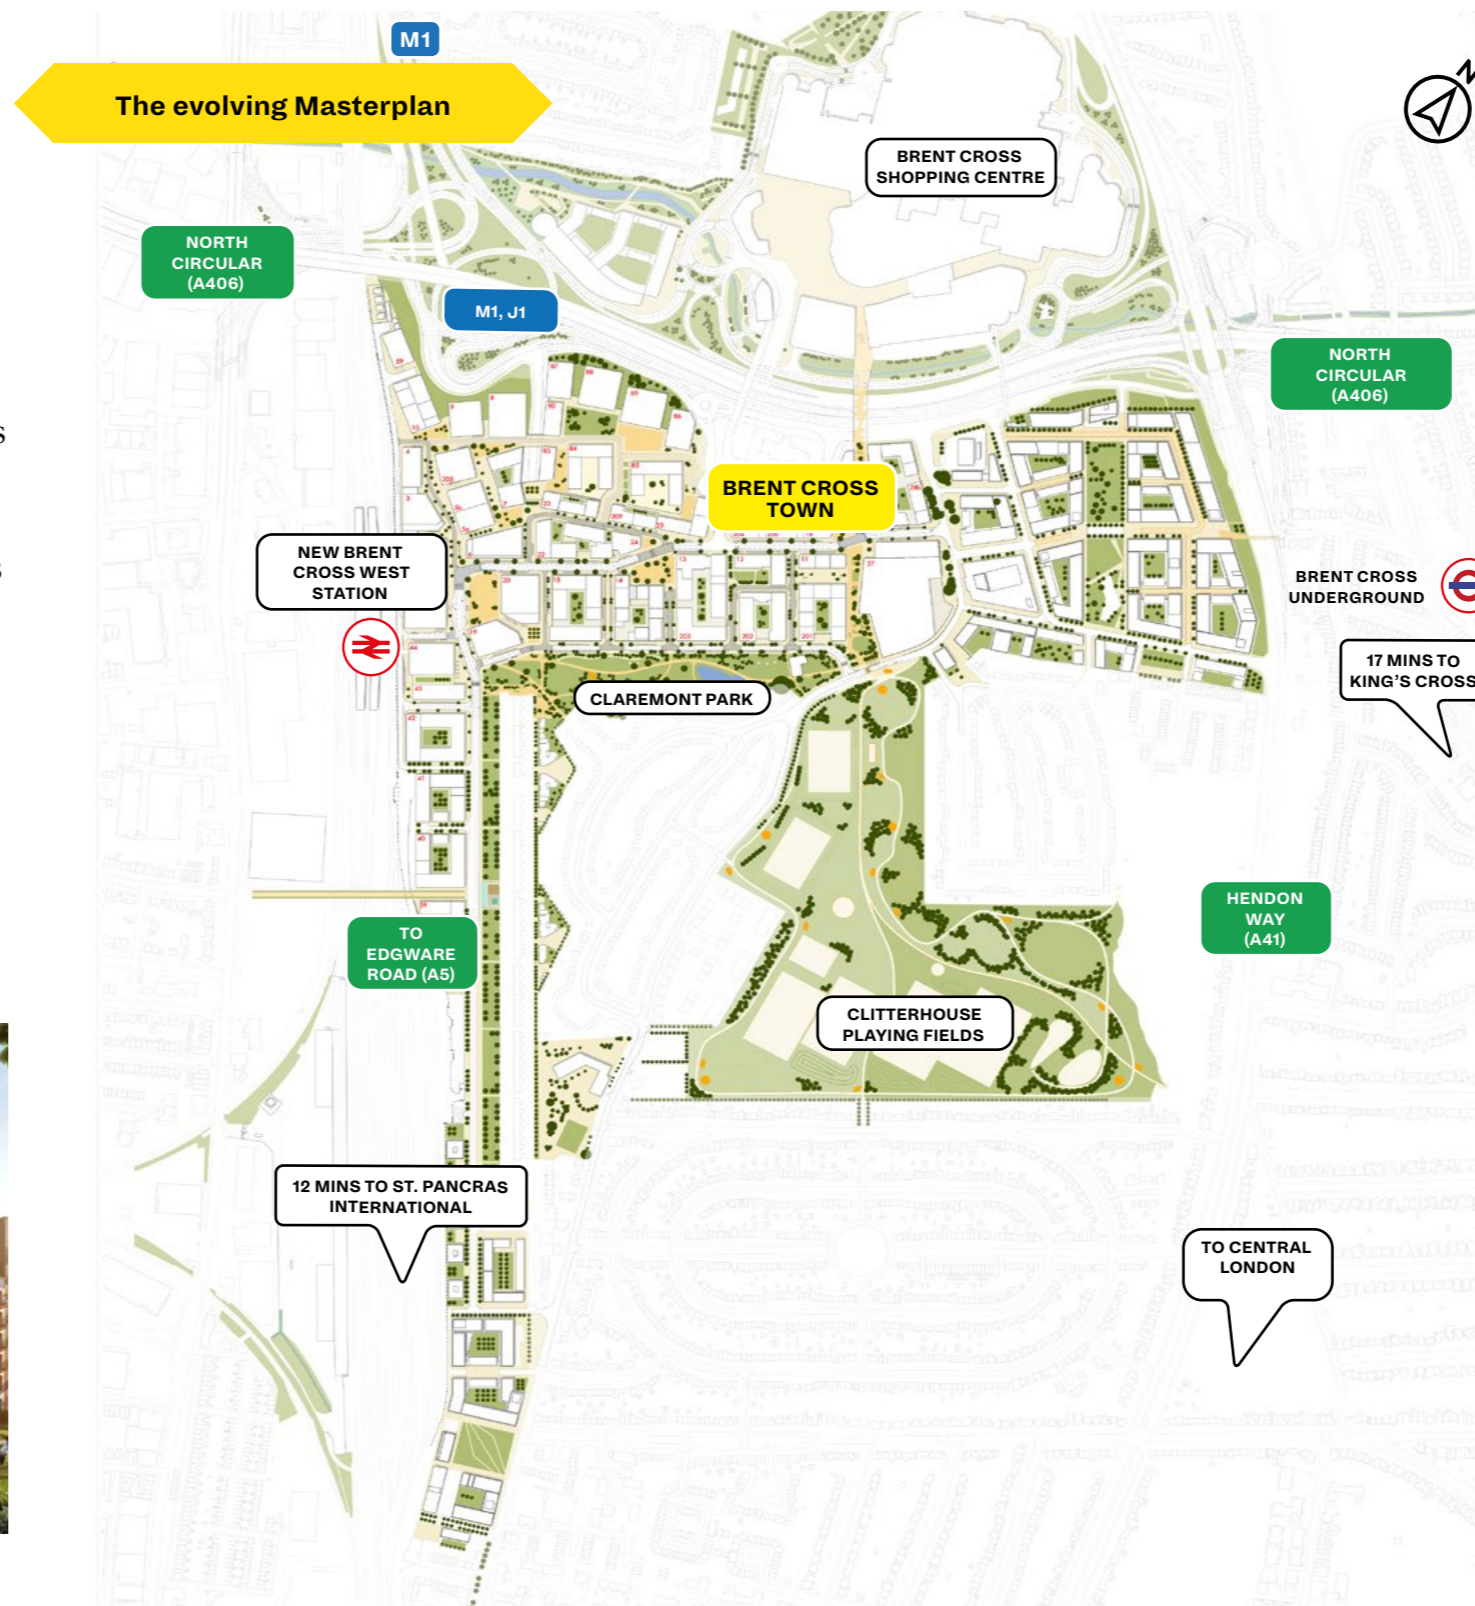 M1
The evolving Masterplan
N
BRENT CROSS
SHOPPING CENTRE
NORTH
CIRCULAR
(A406)
M1, J1
NORTH
CIRCULAR
(A406)
S
BRENT CROSS
TOWN
NEW BRENT
CROSS WEST
STATION
BRENT CROSS
UNDERGROUND
17 MINS TO
KING'S CROSS
CLAREMONT PARK
HENDON
WAY
(A41)
TO
EDGWARE
ROAD (A5)
CLITTERHOUSE
PLAYING FIELDS
12 MINS TO ST. PANCRAS
INTERNATIONAL
TO CENTRAL
LONDON